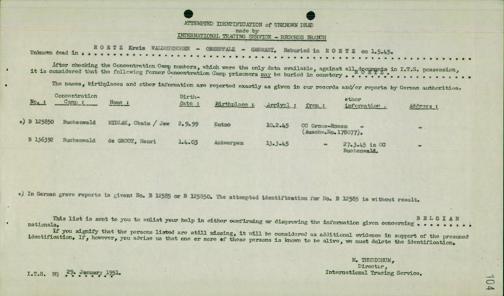 ATTEMPTED IDENTIFICATION of UNKNOWN DEAD
made by
INTERNATIONAL TRACING SERVICE - RECORDS BRANCH
Unknown dead in ROETZ Kreis WALDMUENCHEN - OBERPFALZ - GERMANY, Reburied in ROETZ on 1.5.45.
After checking the Concentration Camp numbers, which were the only data available, against all documents in I.T.S. possession,
it is considered that the following former Concentration Camp prisoners may be buried in cemetery ROETZ
The names, birthplaces and other information are reported exactly as given in our records and/or reports by German authorities.
No.: Concentration Camp: Name: Birth-Date: Birthplace: Arrival: from: other information: Address:
+) B 125850 Buchenwald Chaim / Jew 2.9.99 Kutno 10.2.45 CC Gross-Rosen - -
(Auschw.No.178077).
B 136392 Buchenwald de GROOT, Henri 1.4.03 Antwerpen 13.3.45 - 27.3.45 in CC -
Buchenwald.
+) In German grave reports is given: No. B 12585 or B 125850. The attempted identification for No. B 12585 is without result.
This list is sent to you to enlist your help in either confirming or disproving the information given concerning BELGIAN
nationals.
If you signify that the persons listed are still missing, it will be considered as additional evidence in support of the presumed
identification. If, however, you advise us that one or more of these persons is known to be alive, we must delete the identification.
Director,
International Tracing Service.
I.T.S. HQ 29. January 1951.
104